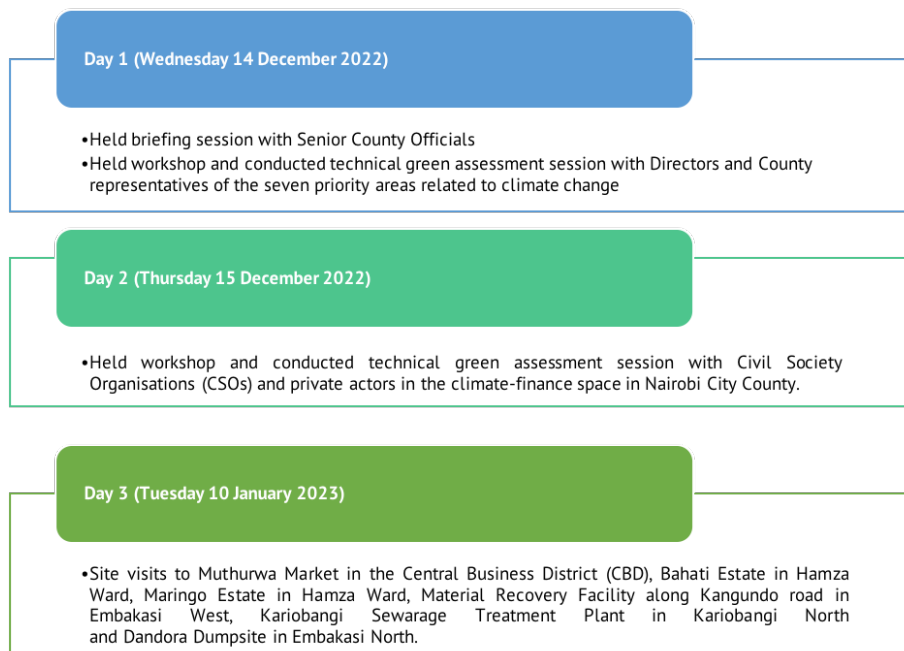 Day 1 (Wednesday 14 December 2022)
•Held briefing session with Senior County Officials
•Held workshop and conducted technical green assessment session with Directors and County
representatives of the seven priority areas related to climate change
Day 2 (Thursday 15 December 2022)
•Held workshop and conducted technical green assessment session with Civil Society
Organisations (CSOs) and private actors in the climate-finance space in Nairobi City County.
Day 3 (Tuesday 10 January 2023)
•Site visits to Muthurwa Market in the Central Business District (CBD), Bahati Estate in Hamza
Ward, Maringo Estate in Hamza Ward, Material Recovery Facility along Kangundo road in
Embakasi West, Kariobangi Sewarage Treatment Plant in Kariobangi North
and Dandora Dumpsite in Embakasi North.